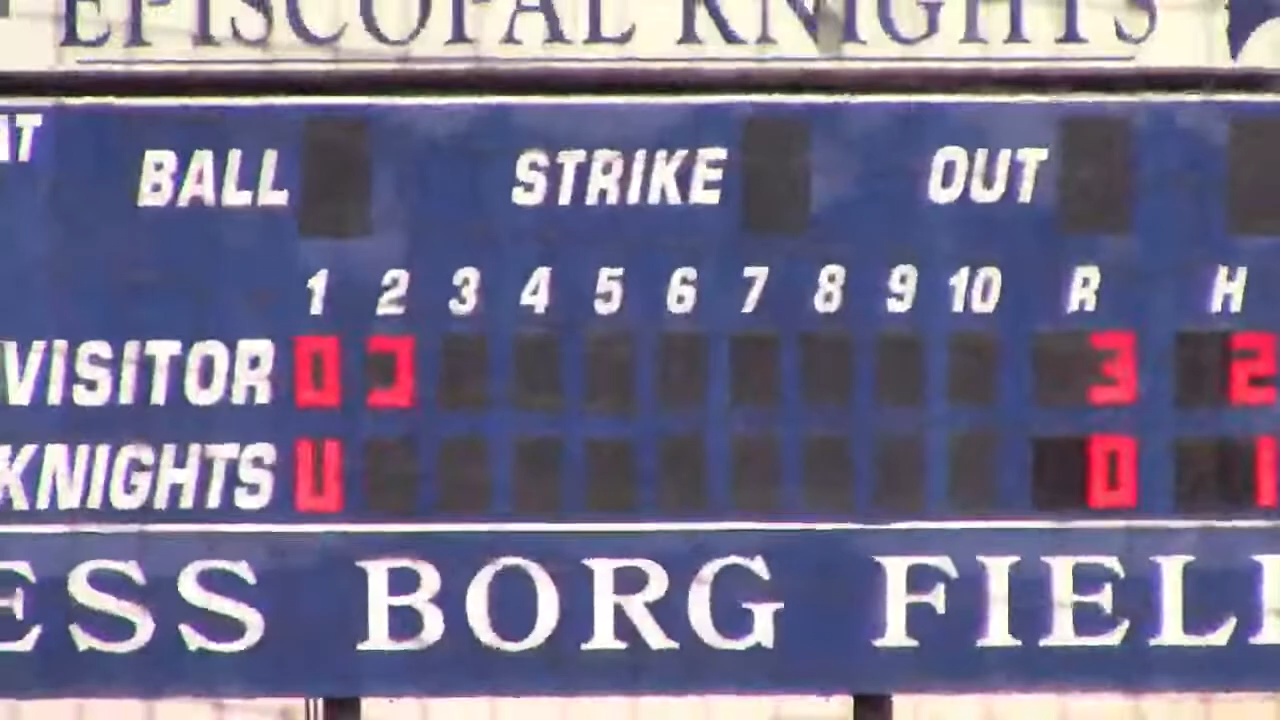 EPISCOPAL KNIGHTS
AT BALL STRIKE OUT
1 2 3 4 5 6 7 8 9 10 R H
VISITOR 0 3 2
KNIGHTS 0 0 1
ESS BORG FIEL